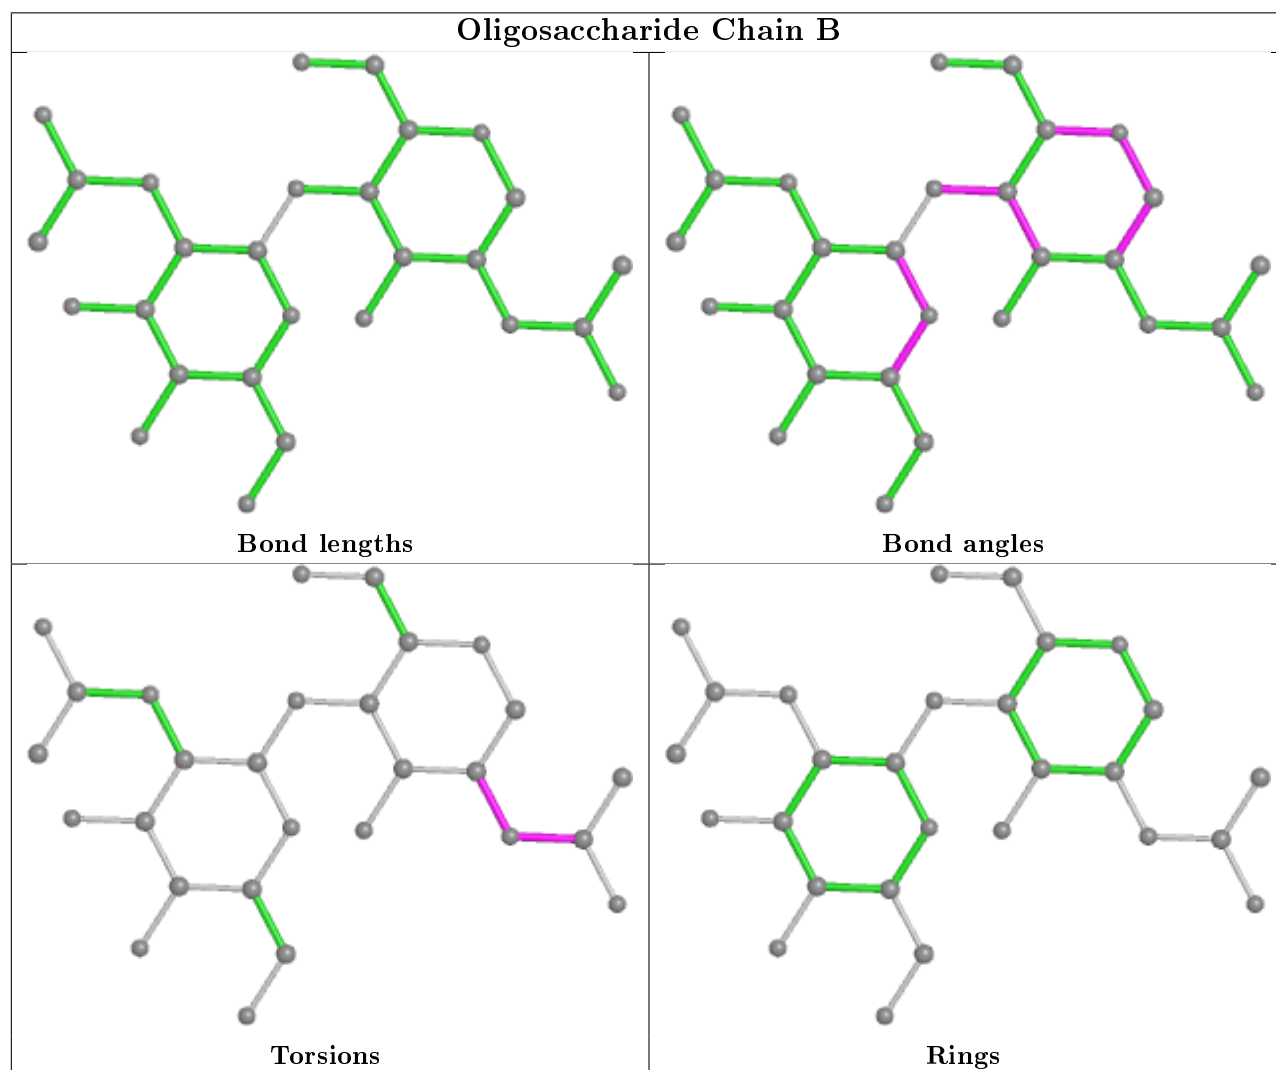 Oligosaccharide Chain B
Bond lengths
Bond angles
Torsions
Rings